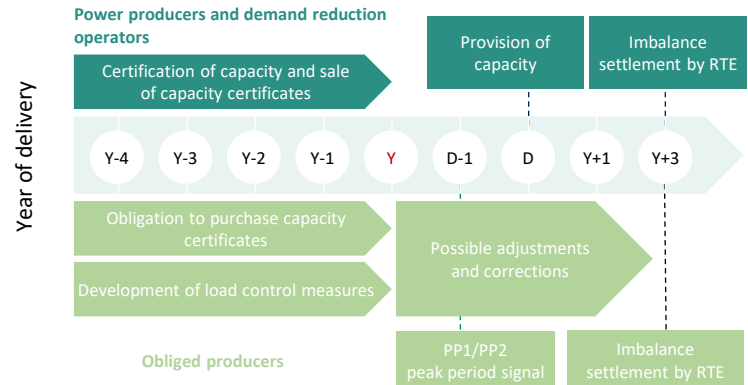 Power producers and demand reduction
operators
Certification of capacity and sale
of capacity certificates
Provision of
capacity
Imbalance
settlement by RTE
Year of delivery
Y-4
Y-3
Y-2
Y-1
Y
D-1
D
Y+1
Y+3
Obligation to purchase capacity
certificates
Development of load control measures
Possible adjustments
and corrections
Obliged producers
PP1/PP2
peak period signal
Imbalance
settlement by RTE